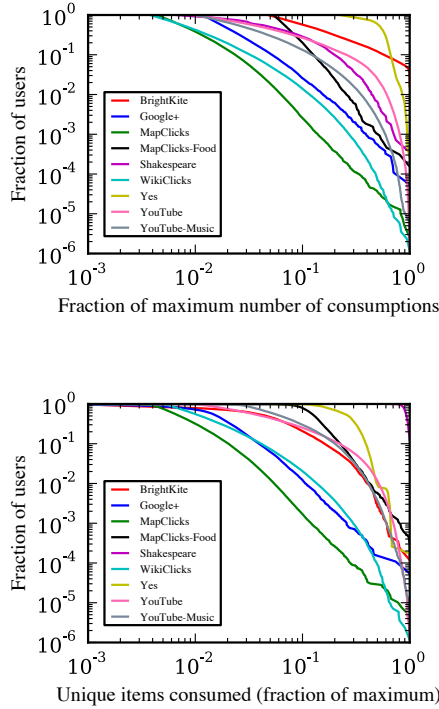 10^0
10^-1
10^-2
10^-3
10^-4
10^-5
10^-6
Fraction of users
BrightKite
Google+
MapClicks
MapClicks-Food
Shakespeare
WikiClicks
Yes
YouTube
YouTube-Music
10^-3
10^-2
10^-1
10^0
Fraction of maximum number of consumptions
10^0
10^-1
10^-2
10^-3
10^-4
10^-5
10^-6
Fraction of users
BrightKite
Google+
MapClicks
MapClicks-Food
Shakespeare
WikiClicks
Yes
YouTube
YouTube-Music
10^-3
10^-2
10^-1
10^0
Unique items consumed (fraction of maximum)